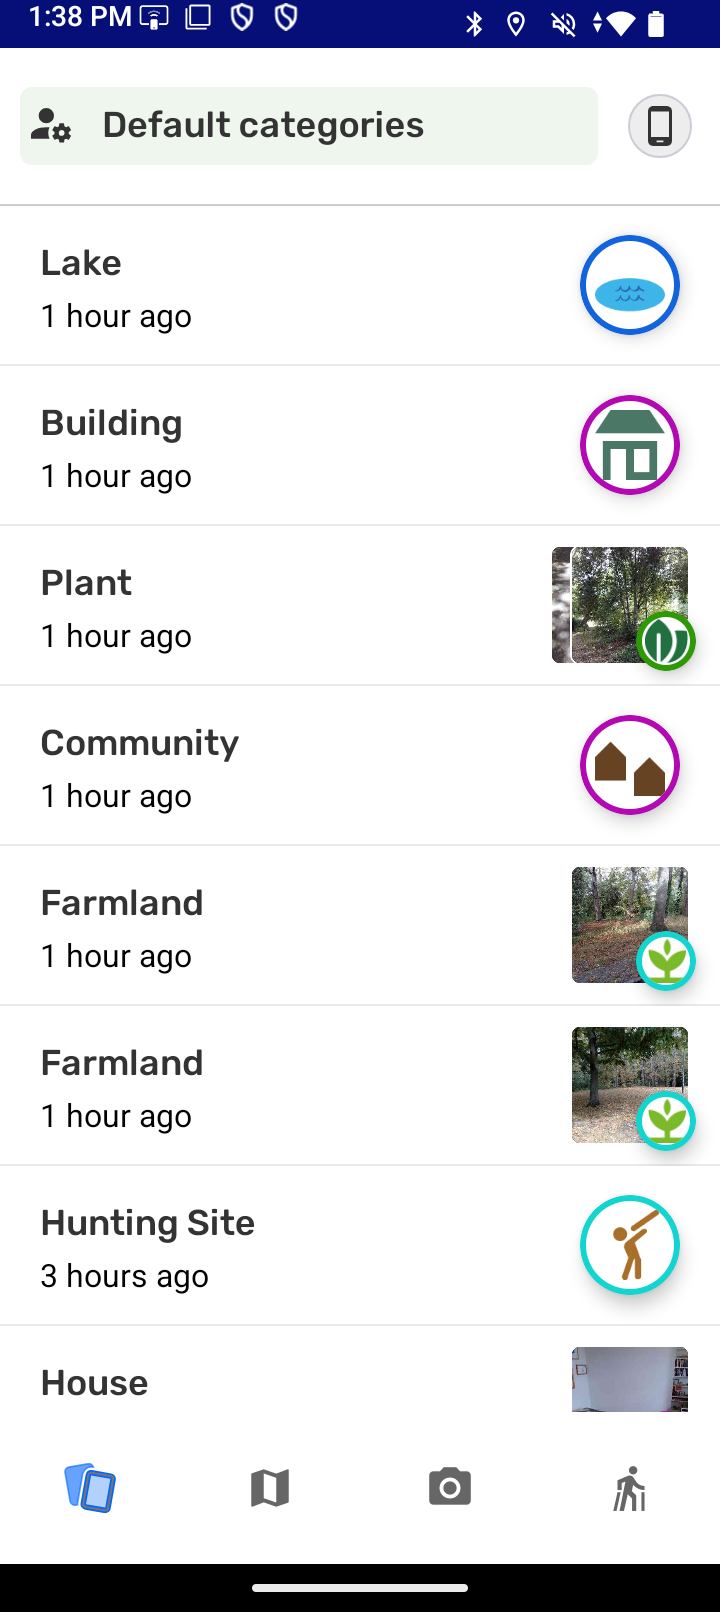 1:38 PM
Default categories
Lake
1 hour ago
Building
1 hour ago
Plant
1 hour ago
Community
1 hour ago
Farmland
1 hour ago
Farmland
1 hour ago
Hunting Site
3 hours ago
House